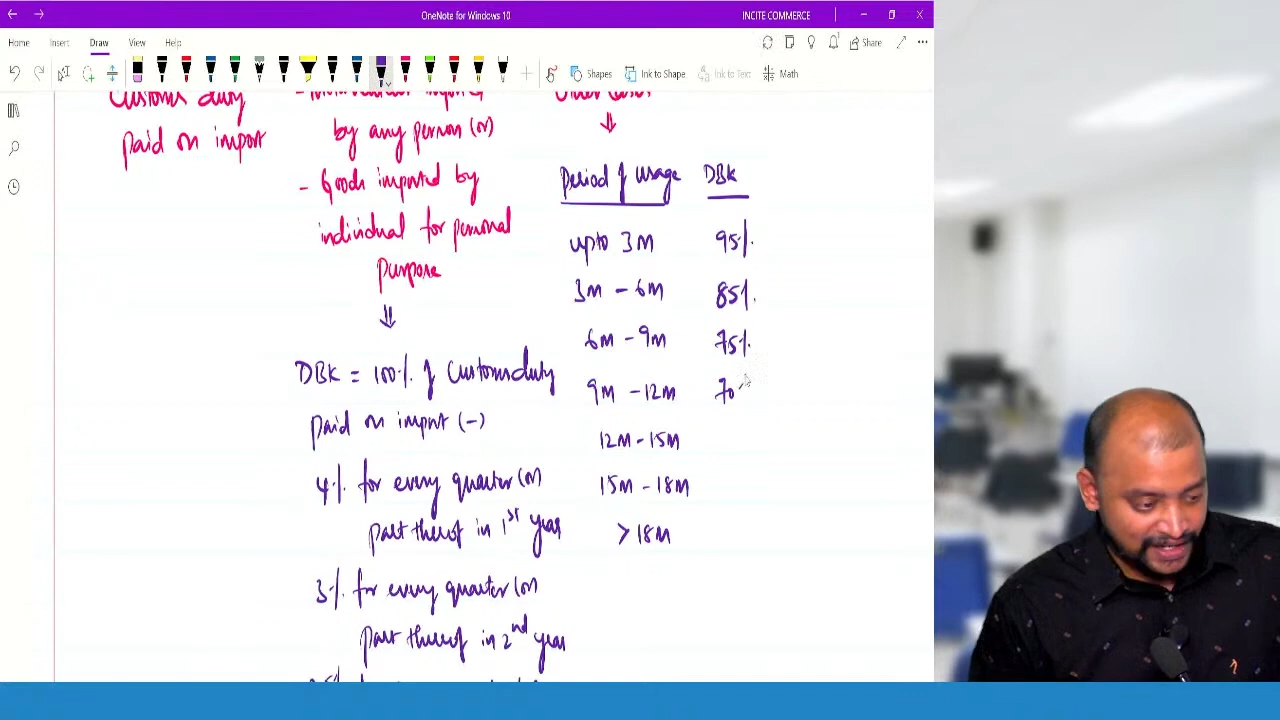 OneNote for Windows 10
INCITE COMMERCE
Home Insert Draw View Help
Share
Shapes
Ink to Shape
Ink to Text
Math
Customs duty
paid on import
by any person (or)
- Goods imported by
individual for personal
purpose
⇓
DBK = 100% of Customs duty
paid on import (-)
4% for every quarter (or)
part thereof in 1st year
3% for every quarter (or)
part thereof in 2nd year
⇓
Period of usage DBK
upto 3M 95%
3M - 6M 85%
6M - 9M 75%
9M - 12M 70
12M - 15M
15M - 18M
> 18M